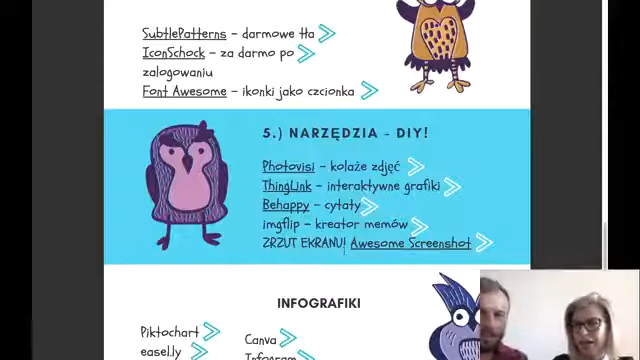 SubtlePatterns – darmowe tła
IconSchock – za darmo po
zalogowaniu
Font Awesome – ikonki jako czcionka
5.) NARZĘDZIA - DIY!
Photovisi – kolaże zdjęć
ThingLink – interaktywne grafiki
Behappy – cytaty
imgflip – kreator memów
ZRZUT EKRANU! Awesome Screenshot
INFOGRAFIKI
Piktochart
easel.ly
Canva
Infogram